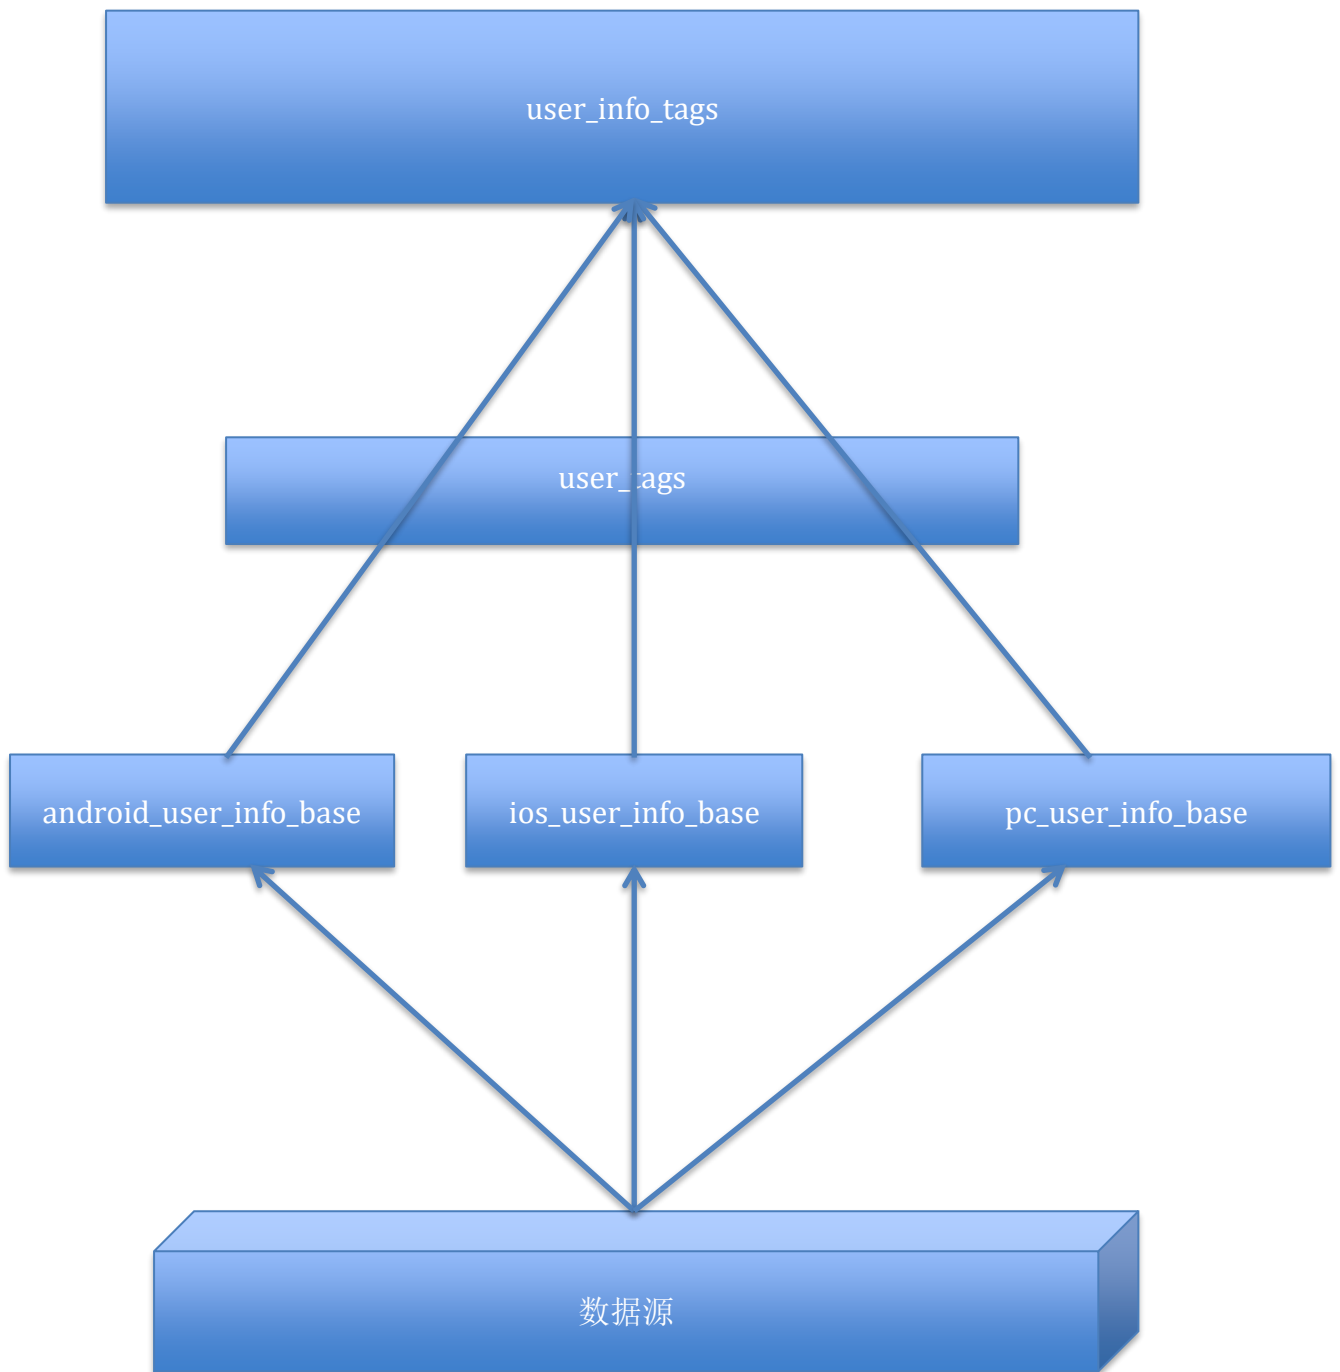 user_info_tags
user_tags
android_user_info_base
ios_user_info_base
pc_user_info_base
数据源